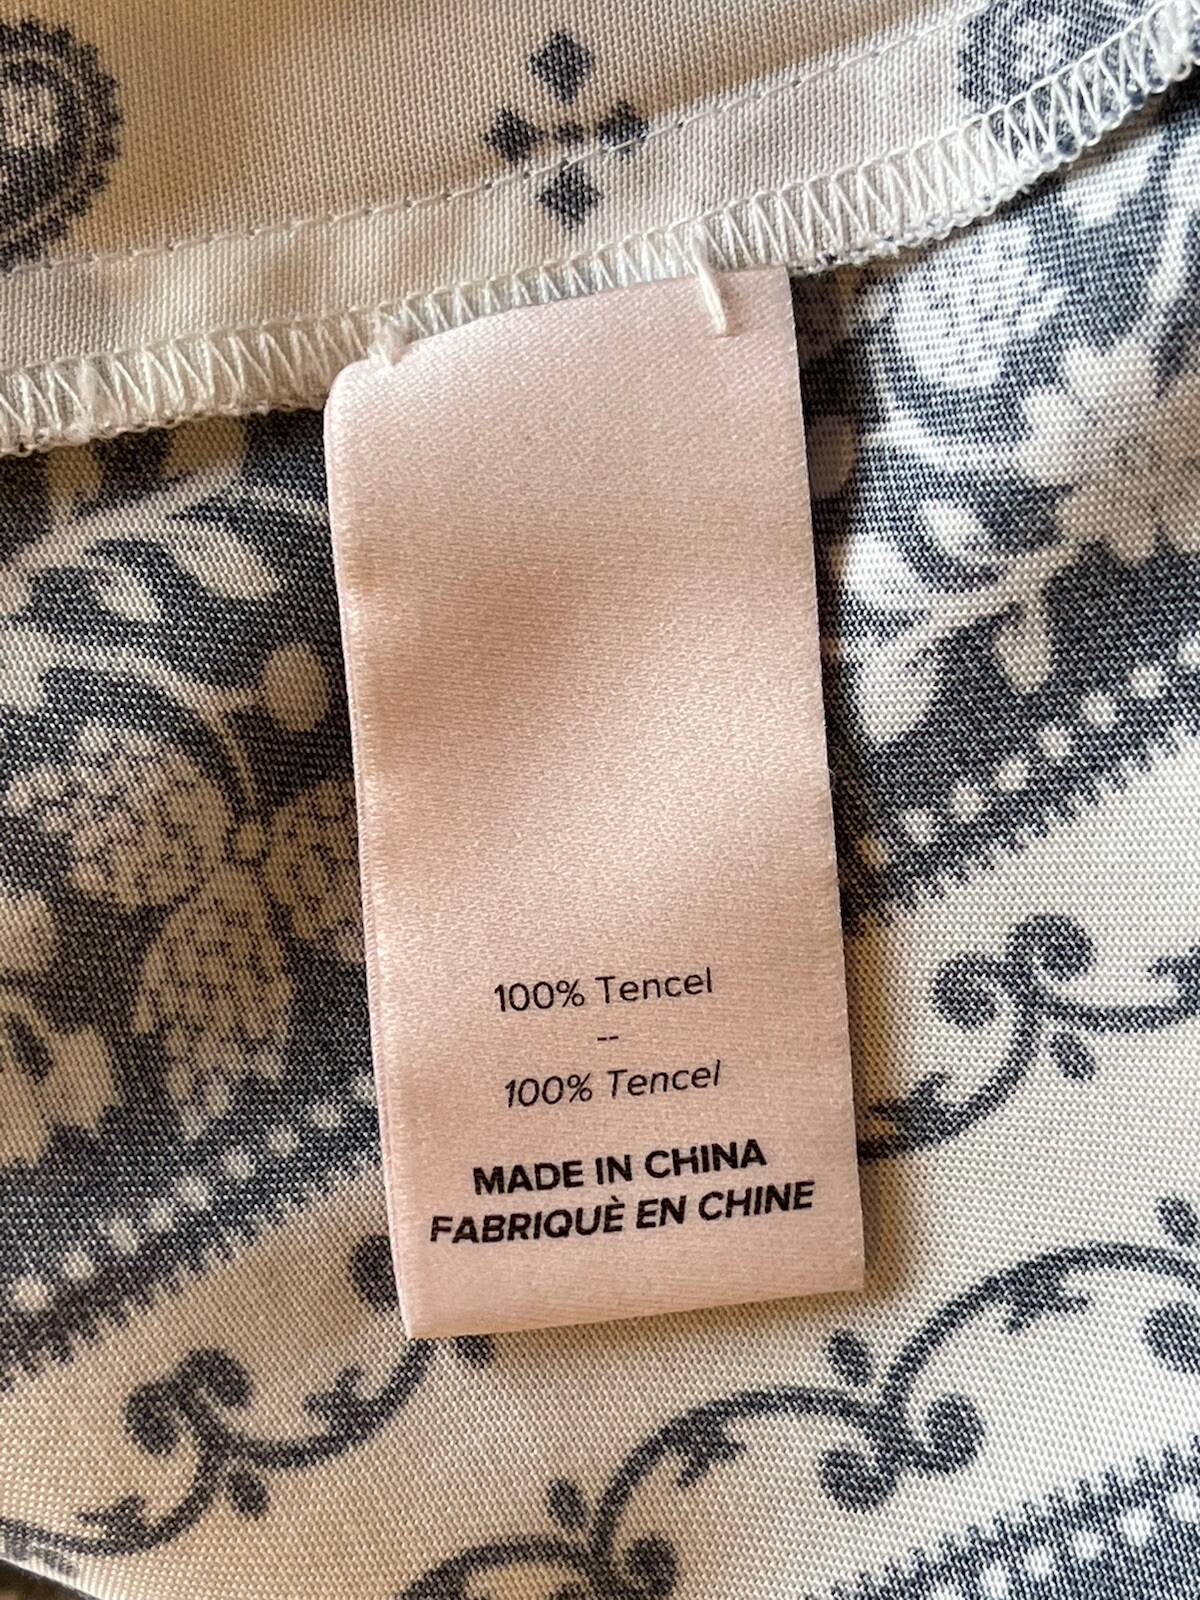 100% Tencel
--
100% Tencel
MADE IN CHINA
FABRIQUÈ EN CHINE